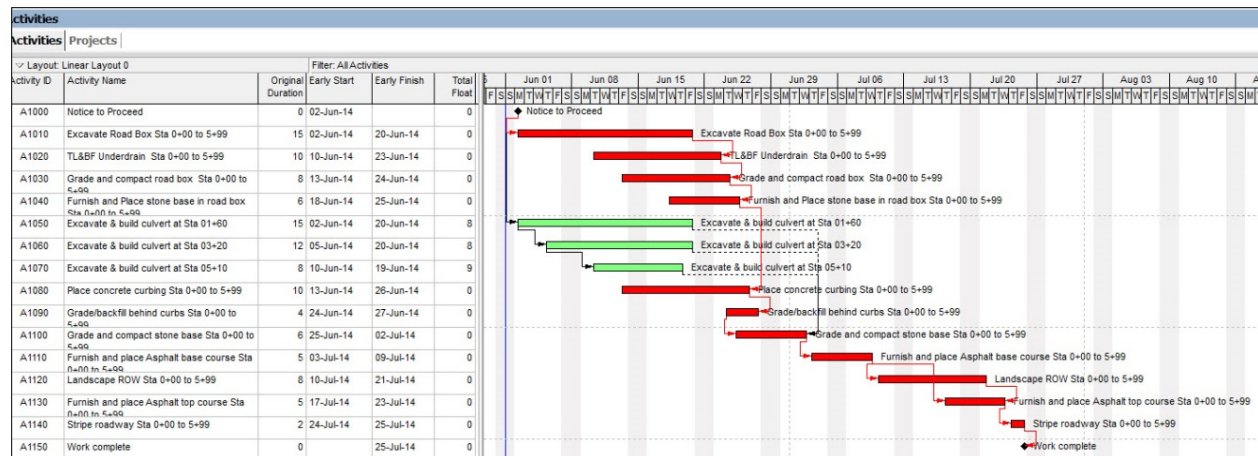 ctivities
ctivities Projects
Layout: Linear Layout 0 Filter: All Activities
ctivity ID Activity Name Original Duration Early Start Early Finish Total Float
Jun 01 Jun 08 Jun 15 Jun 22 Jun 29 Jul 06 Jul 13 Jul 20 Jul 27 Aug 03 Aug 10
F S S M T W T F S S M T W T F S S M T W T F S S M T W T F S S M T W T F S S M T W T F S S M T W T F S S M T W T F S S M T W T F S S M T W T F S S M T W T F S
A1000 Notice to Proceed 0 02-Jun-14 0 Notice to Proceed
A1010 Excavate Road Box Sta 0+00 to 5+99 15 02-Jun-14 20-Jun-14 0 Excavate Road Box Sta 0+00 to 5+99
A1020 TL&BF Underdrain Sta 0+00 to 5+99 10 10-Jun-14 23-Jun-14 0 TL&BF Underdrain Sta 0+00 to 5+99
A1030 Grade and compact road box Sta 0+00 to 5+99 8 13-Jun-14 24-Jun-14 0 Grade and compact road box Sta 0+00 to 5+99
A1040 Furnish and Place stone base in road box Sta 0+00 to 5+99 6 18-Jun-14 25-Jun-14 0 Furnish and Place stone base in road box Sta 0+00 to 5+99
A1050 Excavate & build culvert at Sta 01+60 15 02-Jun-14 20-Jun-14 8 Excavate & build culvert at Sta 01+60
A1060 Excavate & build culvert at Sta 03+20 12 05-Jun-14 20-Jun-14 8 Excavate & build culvert at Sta 03+20
A1070 Excavate & build culvert at Sta 05+10 8 10-Jun-14 19-Jun-14 9 Excavate & build culvert at Sta 05+10
A1080 Place concrete curbing Sta 0+00 to 5+99 10 13-Jun-14 26-Jun-14 0 Place concrete curbing Sta 0+00 to 5+99
A1090 Grade/backfill behind curbs Sta 0+00 to 5+99 4 24-Jun-14 27-Jun-14 0 Grade/backfill behind curbs Sta 0+00 to 5+99
A1100 Grade and compact stone base Sta 0+00 to 5+99 6 25-Jun-14 02-Jul-14 0 Grade and compact stone base Sta 0+00 to 5+99
A1110 Furnish and place Asphalt base course Sta 0+00 to 5+99 5 03-Jul-14 09-Jul-14 0 Furnish and place Asphalt base course Sta 0+00 to 5+99
A1120 Landscape ROW Sta 0+00 to 5+99 8 10-Jul-14 21-Jul-14 0 Landscape ROW Sta 0+00 to 5+99
A1130 Furnish and place Asphalt top course Sta 0+00 to 5+99 5 17-Jul-14 23-Jul-14 0 Furnish and place Asphalt top course Sta 0+00 to 5+99
A1140 Stripe roadway Sta 0+00 to 5+99 2 24-Jul-14 25-Jul-14 0 Stripe roadway Sta 0+00 to 5+99
A1150 Work complete 0 25-Jul-14 0 Work complete